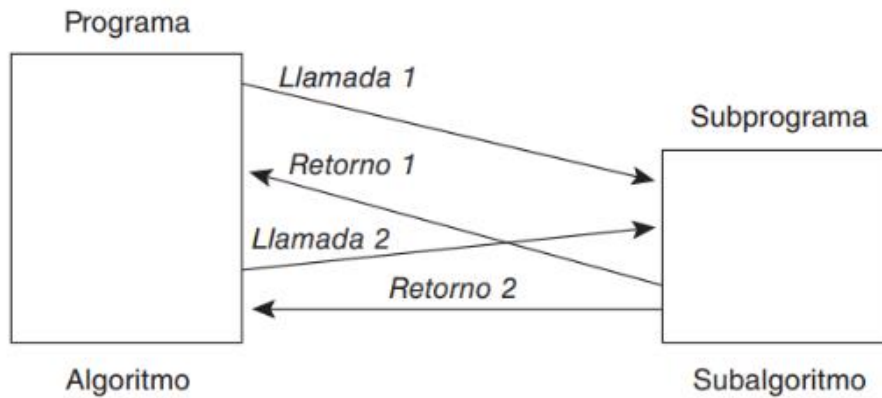 Programa
Llamada 1
Subprograma
Retorno 1
Llamada 2
Retorno 2
Algoritmo
Subalgoritmo